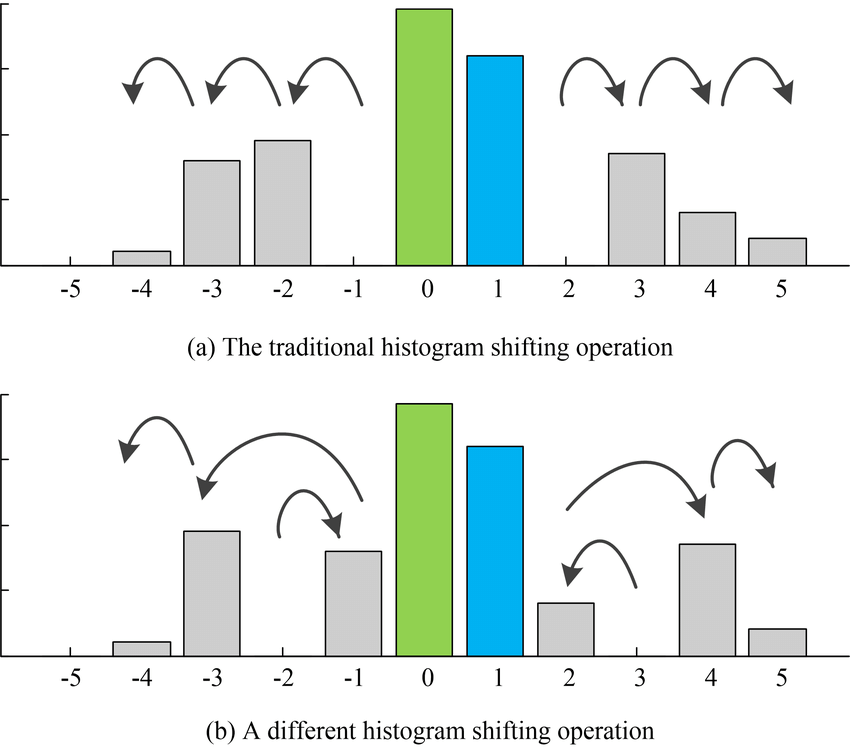 -5 -4 -3 -2 -1 0 1 2 3 4 5
(a) The traditional histogram shifting operation
-5 -4 -3 -2 -1 0 1 2 3 4 5
(b) A different histogram shifting operation